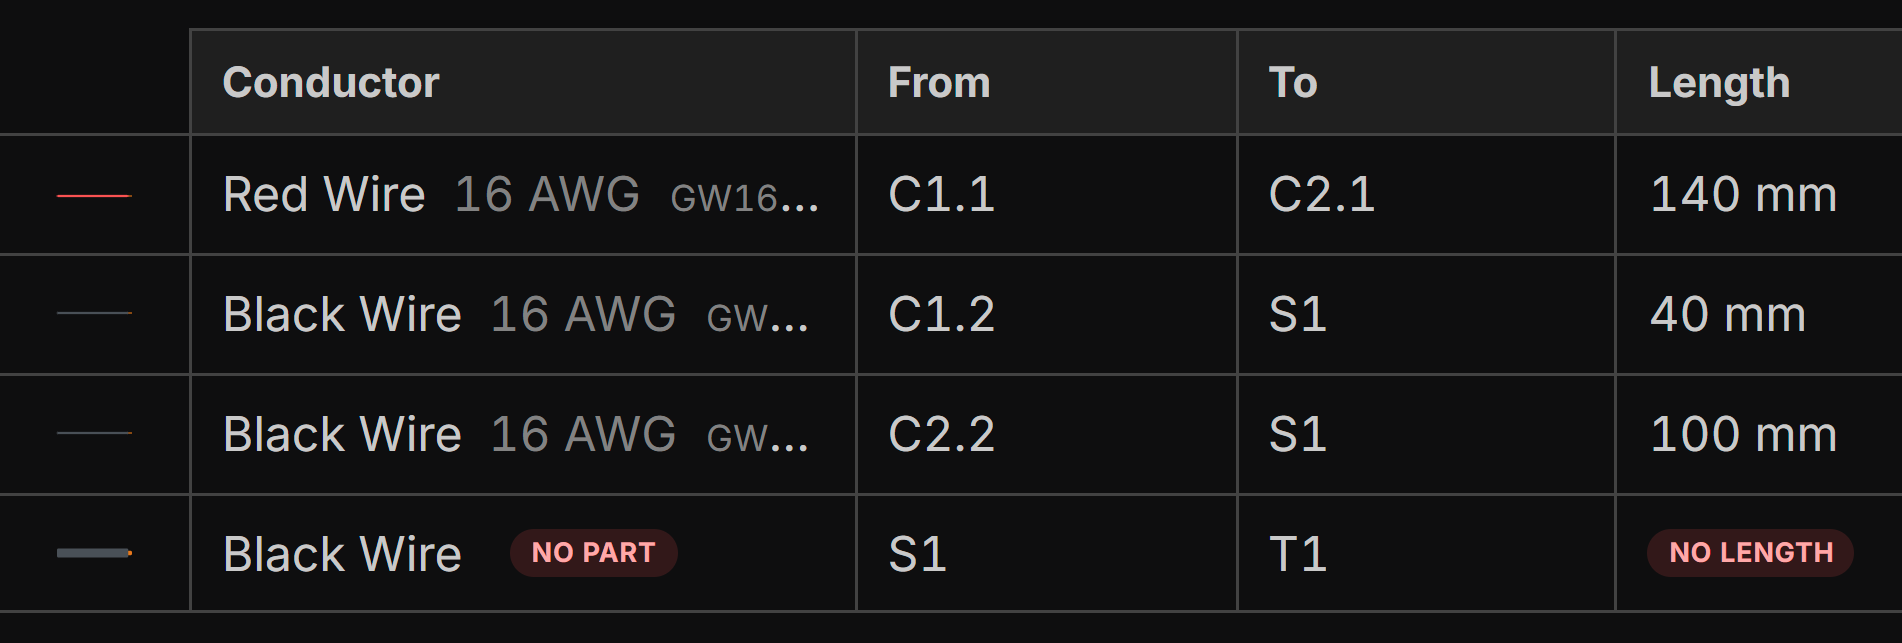 Conductor From To Length
Red Wire 16 AWG GW16... C1.1 C2.1 140 mm
Black Wire 16 AWG GW... C1.2 S1 40 mm
Black Wire 16 AWG GW... C2.2 S1 100 mm
Black Wire NO PART S1 T1 NO LENGTH